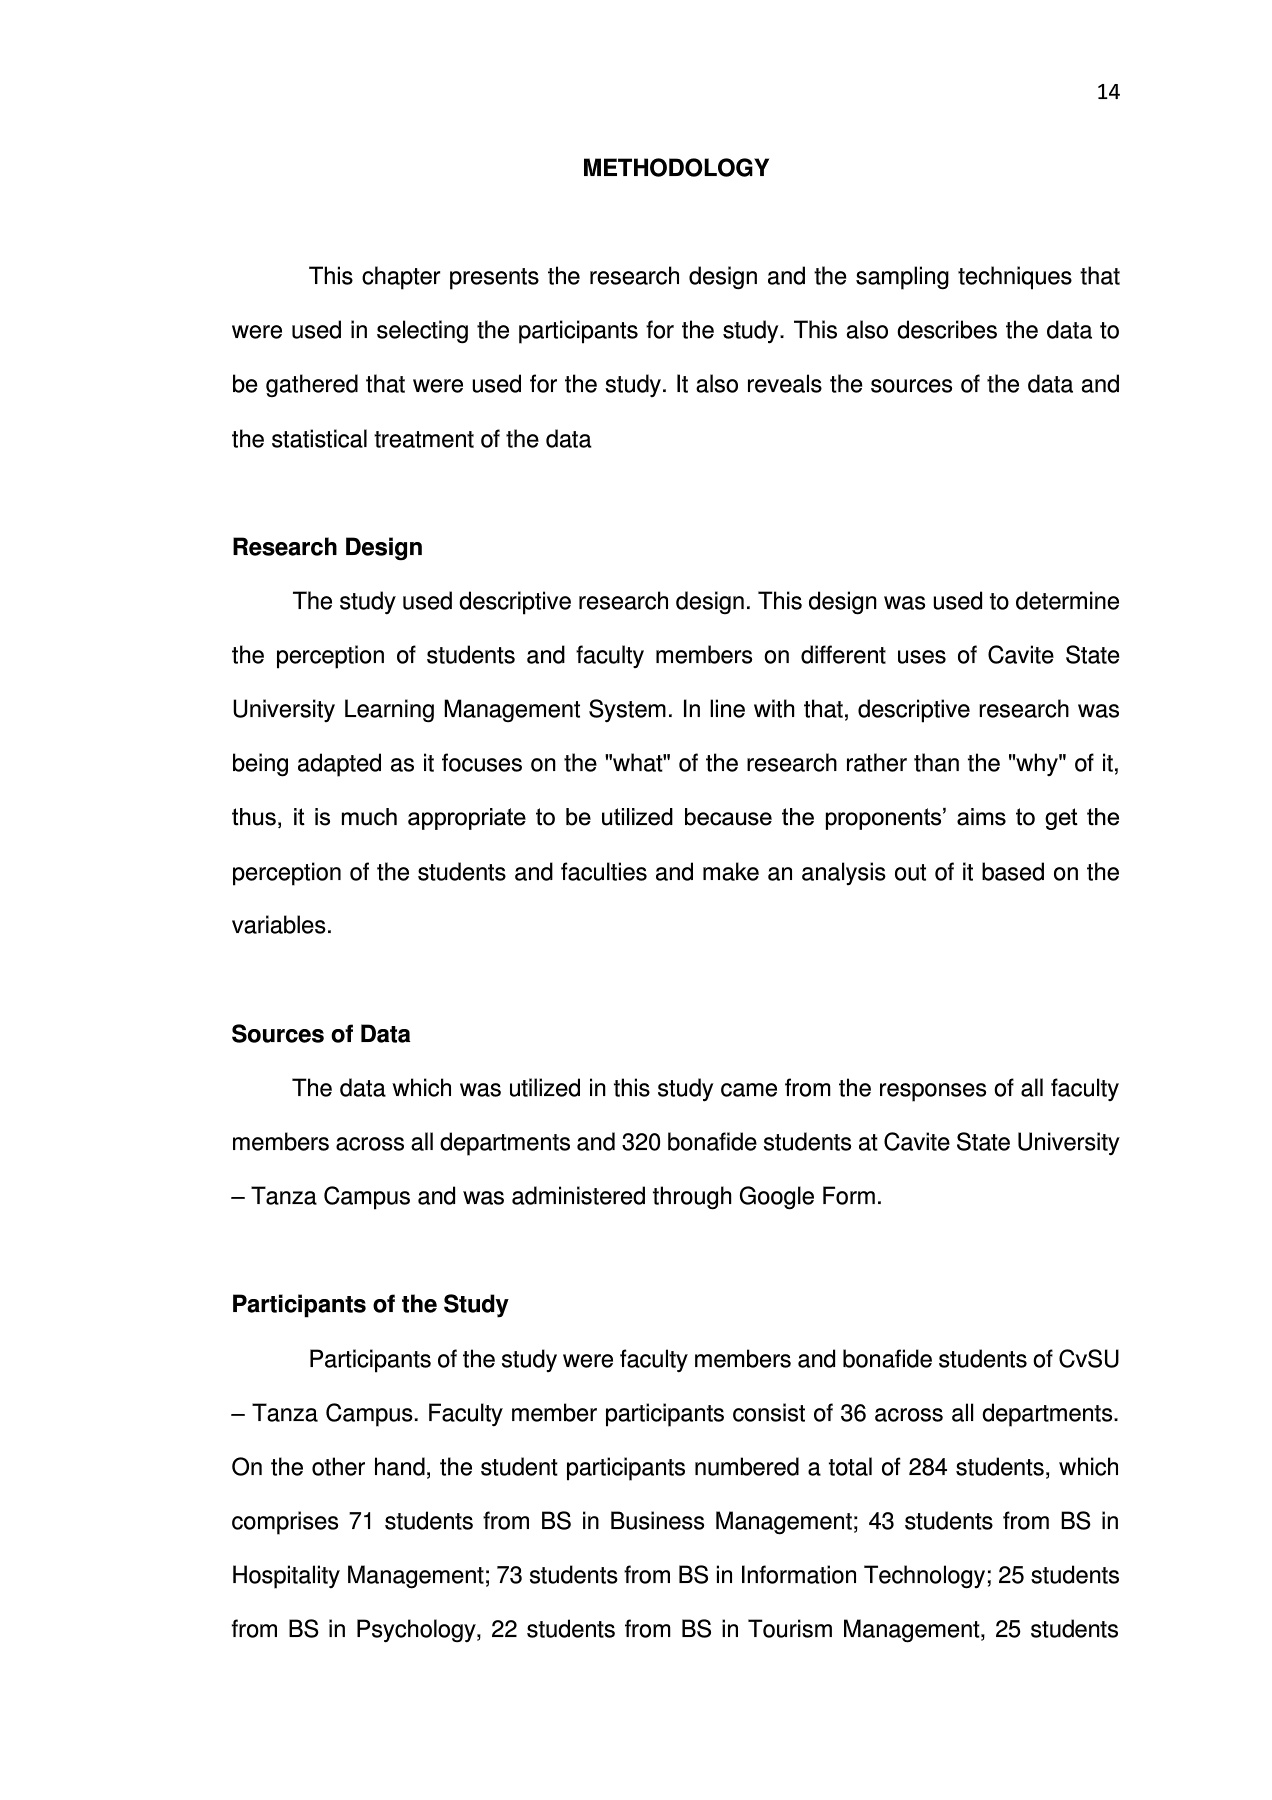 14
METHODOLOGY
This chapter presents the research design and the sampling techniques that
were used in selecting the participants for the study. This also describes the data to
be gathered that were used for the study. It also reveals the sources of the data and
the statistical treatment of the data
Research Design
The study used descriptive research design. This design was used to determine
the perception of students and faculty members on different uses of Cavite State
University Learning Management System. In line with that, descriptive research was
being adapted as it focuses on the "what" of the research rather than the "why" of it,
thus, it is much appropriate to be utilized because the proponents’ aims to get the
perception of the students and faculties and make an analysis out of it based on the
variables.
Sources of Data
The data which was utilized in this study came from the responses of all faculty
members across all departments and 320 bonafide students at Cavite State University
– Tanza Campus and was administered through Google Form.
Participants of the Study
Participants of the study were faculty members and bonafide students of CvSU
– Tanza Campus. Faculty member participants consist of 36 across all departments.
On the other hand, the student participants numbered a total of 284 students, which
comprises 71 students from BS in Business Management; 43 students from BS in
Hospitality Management; 73 students from BS in Information Technology; 25 students
from BS in Psychology, 22 students from BS in Tourism Management, 25 students